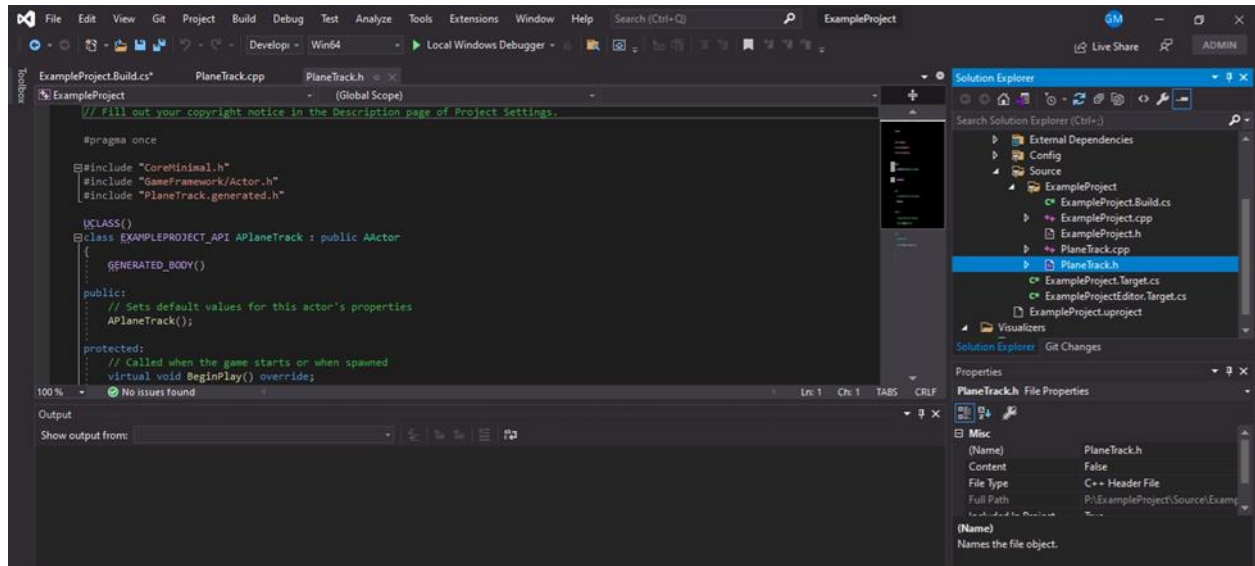 File Edit View Git Project Build Debug Test Analyze Tools Extensions Window Help Search (Ctrl+Q) ExampleProject GM
Develop Win64 Local Windows Debugger Live Share ADMIN
Toolbox
ExampleProject.Build.cs* PlaneTrack.cpp PlaneTrack.h
ExampleProject (Global Scope)
// Fill out your copyright notice in the Description page of Project Settings.
#pragma once
#include "CoreMinimal.h"
#include "GameFramework/Actor.h"
#include "PlaneTrack.generated.h"
UCLASS()
class EXAMPLEPROJECT_API APlaneTrack : public AActor
{
GENERATED_BODY()
public:
// Sets default values for this actor's properties
APlaneTrack();
protected:
// Called when the game starts or when spawned
virtual void BeginPlay() override;
100 % No issues found Ln: 1 Ch: 1 TABS CRLF
Output
Show output from:
Solution Explorer
Search Solution Explorer (Ctrl+;)
External Dependencies
Config
Source
ExampleProject
ExampleProject.Build.cs
ExampleProject.cpp
ExampleProject.h
PlaneTrack.cpp
PlaneTrack.h
ExampleProject.Target.cs
ExampleProjectEditor.Target.cs
ExampleProject.uproject
Visualizers
Solution Explorer Git Changes
Properties
PlaneTrack.h File Properties
Misc
(Name) PlaneTrack.h
Content False
File Type C++ Header File
Full Path P:\ExampleProject\Source\Examp
(Name)
Names the file object.